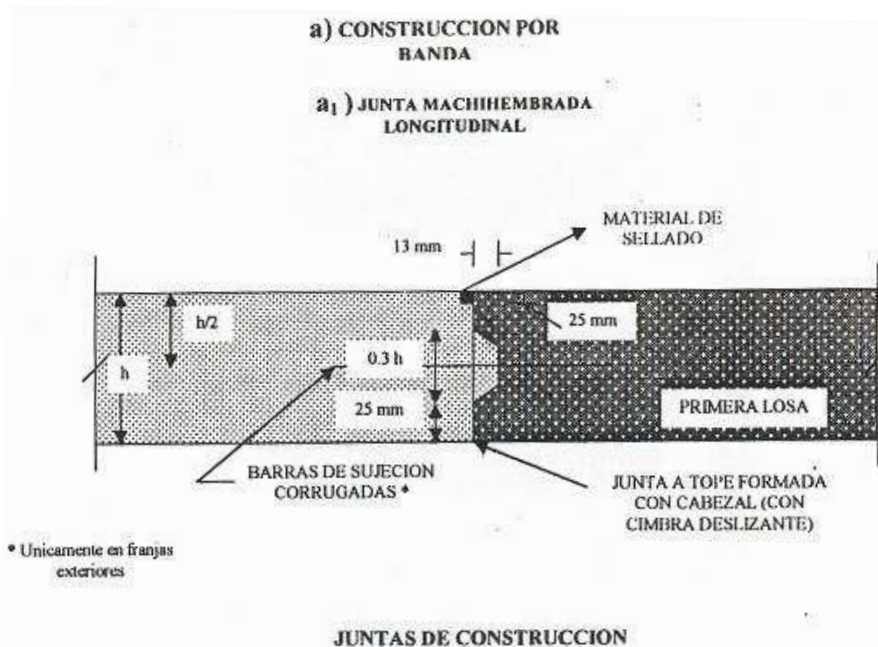 a) CONSTRUCCION POR
BANDA
a1 ) JUNTA MACHIHEMBRADA
LONGITUDINAL
MATERIAL DE
SELLADO
13 mm
h/2
25 mm
h
0.3 h
25 mm
PRIMERA LOSA
BARRAS DE SUJECION
CORRUGADAS *
JUNTA A TOPE FORMADA
CON CABEZAL (CON
CIMBRA DESLIZANTE)
* Unicamente en franjas
exteriores
JUNTAS DE CONSTRUCCION